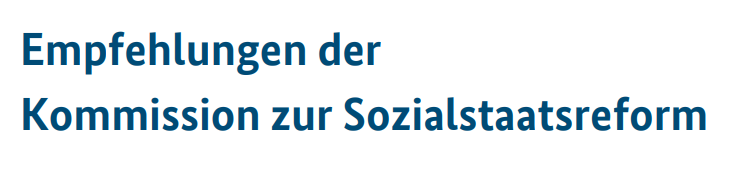 Empfehlungen der
Kommission zur Sozialstaatsreform